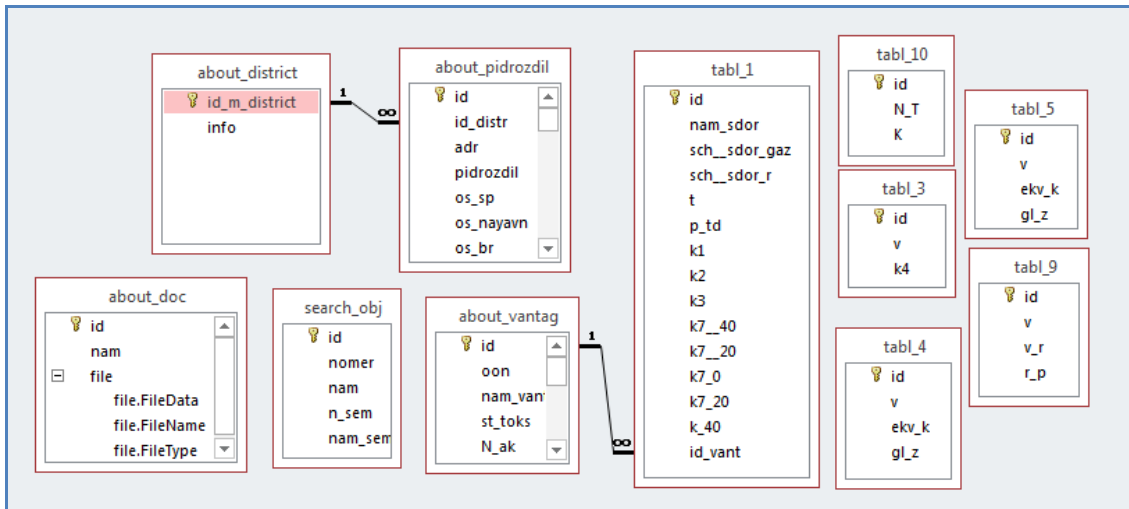 about_district
id_m_district
info
1
∞
about_pidrozdil
id
id_distr
adr
pidrozdil
os_sp
os_nayavn
os_br
tabl_1
id
nam_sdor
sch__sdor_gaz
sch__sdor_r
t
p_td
k1
k2
k3
k7__40
k7__20
k7_0
k7_20
k_40
id_vant
tabl_10
id
N_T
K
tabl_5
id
v
ekv_k
gl_z
tabl_3
id
v
k4
tabl_9
id
v
v_r
r_p
tabl_4
id
v
ekv_k
gl_z
about_doc
id
nam
file
file.FileData
file.FileName
file.FileType
search_obj
id
nomer
nam
n_sem
nam_sem
about_vantag
id
oon
nam_vant
st_toks
N_ak
1
∞